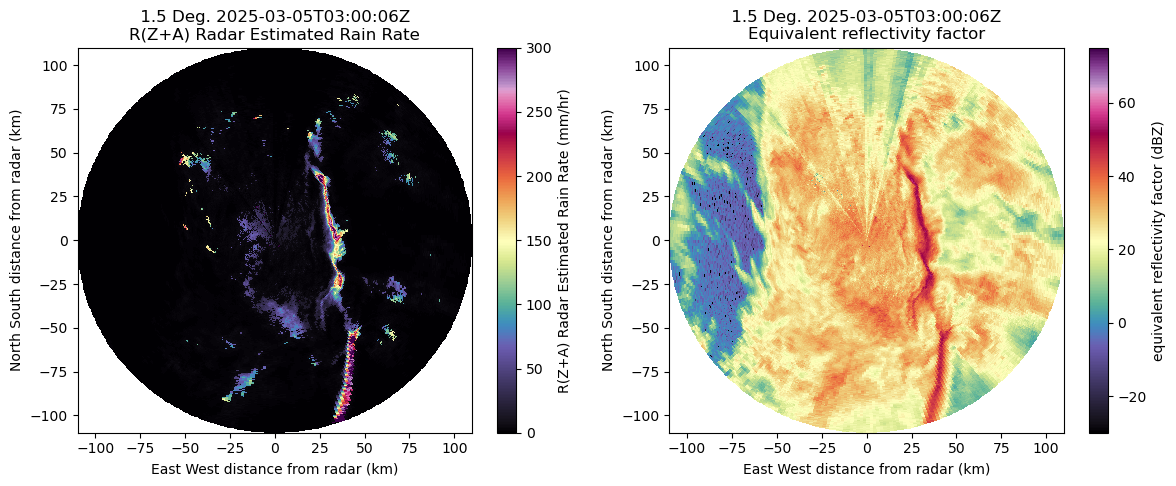 1.5 Deg. 2025-03-05T03:00:06Z
R(Z+A) Radar Estimated Rain Rate
100
75
50
25
0
−25
−50
−75
−100
North South distance from radar (km)
−100 −75 −50 −25 0 25 50 75 100
East West distance from radar (km)
300
250
200
150
100
50
0
R(Z+A) Radar Estimated Rain Rate (mm/hr)
1.5 Deg. 2025-03-05T03:00:06Z
Equivalent reflectivity factor
100
75
50
25
0
−25
−50
−75
−100
North South distance from radar (km)
−100 −75 −50 −25 0 25 50 75 100
East West distance from radar (km)
60
40
20
0
−20
equivalent reflectivity factor (dBZ)